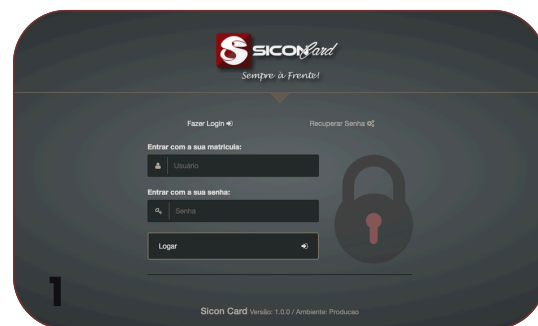 S SICONCard
Sempre à Frente!
Fazer Login Recuperar Senha
Entrar com a sua matrícula:
Usuário
Entrar com a sua senha:
Senha
Logar
1
Sicon Card Versão: 1.0.0 / Ambiente: Producao